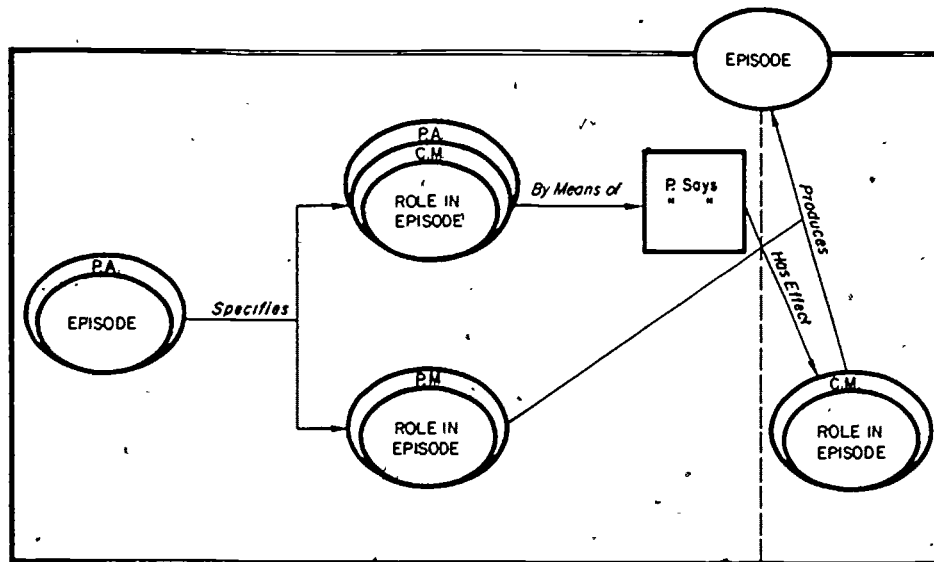 EPISODE
P.A.
C.M.
ROLE IN
EPISODE'
By Means of
P. Says
" "
Produces
Has Effect
P.A.
EPISODE
Specifies
P.M.
ROLE IN
EPISODE
C.M.
ROLE IN
EPISODE